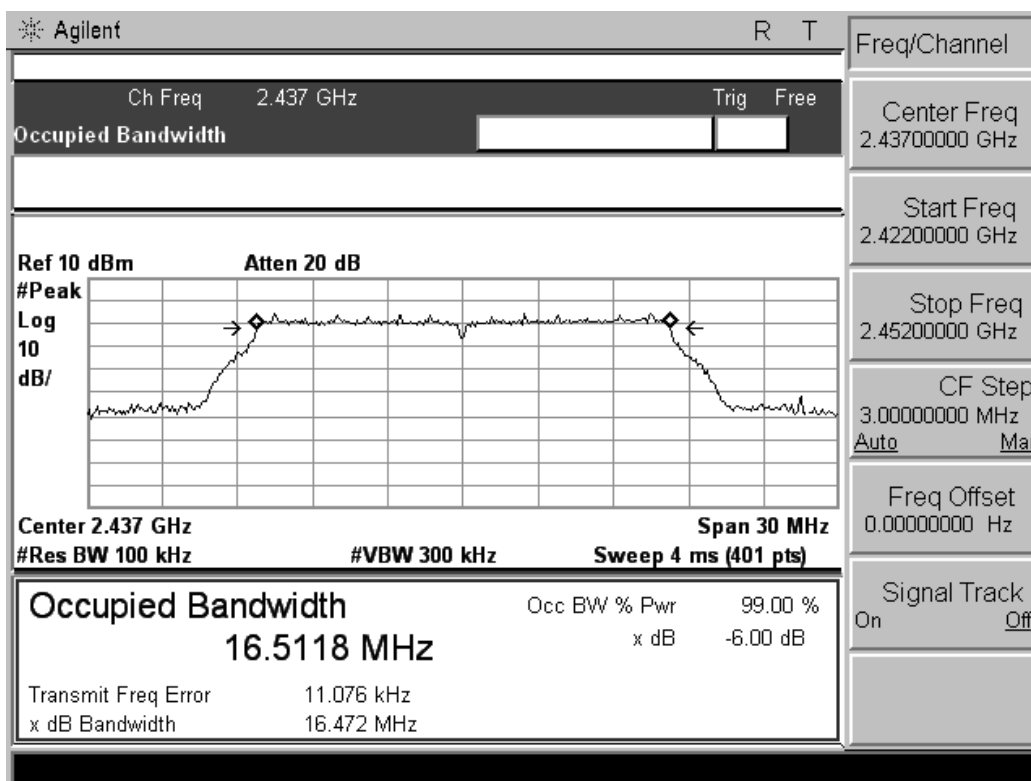 Agilent R T
Ch Freq 2.437 GHz Trig Free
Occupied Bandwidth
Ref 10 dBm Atten 20 dB
#Peak
Log
10
dB/
Center 2.437 GHz Span 30 MHz
#Res BW 100 kHz #VBW 300 kHz Sweep 4 ms (401 pts)
Occupied Bandwidth
16.5118 MHz
Occ BW % Pwr 99.00 %
x dB -6.00 dB
Transmit Freq Error 11.076 kHz
x dB Bandwidth 16.472 MHz
Freq/Channel
Center Freq
2.43700000 GHz
Start Freq
2.42200000 GHz
Stop Freq
2.45200000 GHz
CF Step
3.00000000 MHz
Auto Ma
Freq Offset
0.00000000 Hz
Signal Track
On Off